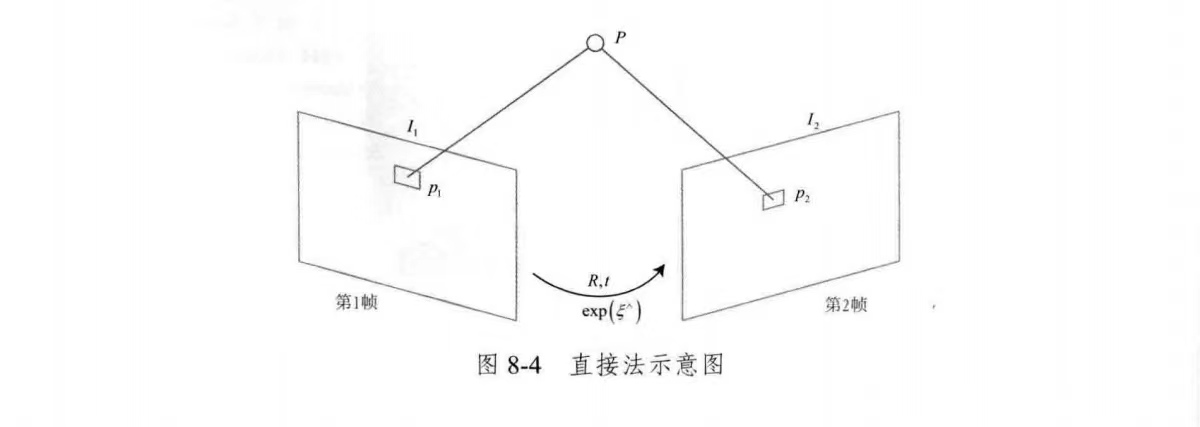 P
I₁
I₂
p₁
p₂
R,t
exp(ξ^)
第1帧
第2帧
图 8-4 直接法示意图